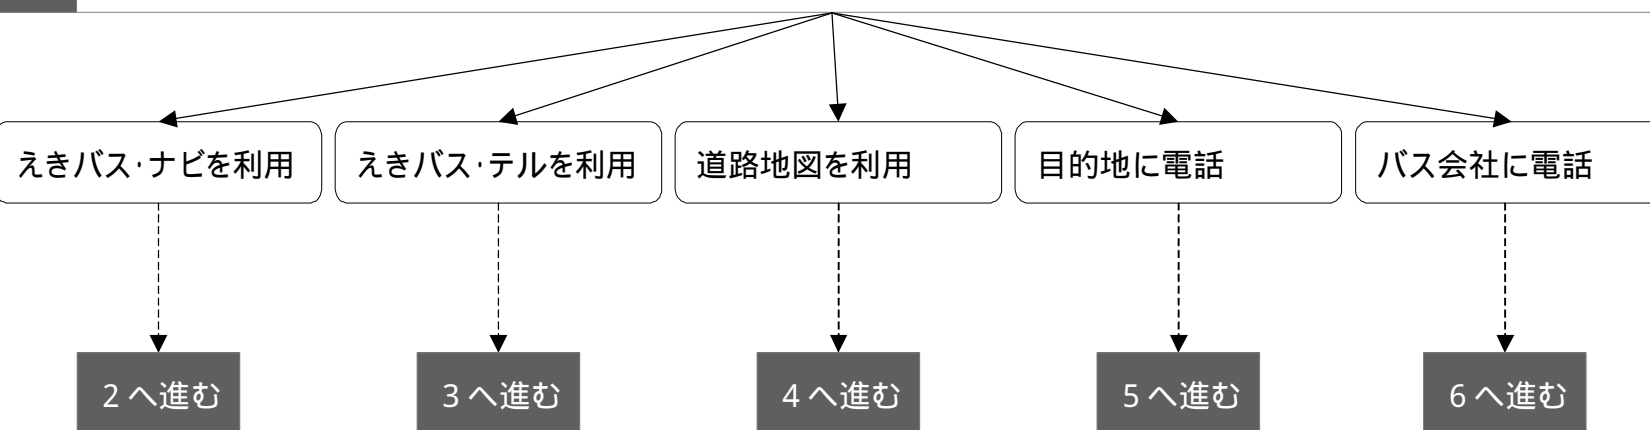 えきバス・ナビを利用
えきバス・テルを利用
道路地図を利用
目的地に電話
バス会社に電話
2へ進む
3へ進む
4へ進む
5へ進む
6へ進む